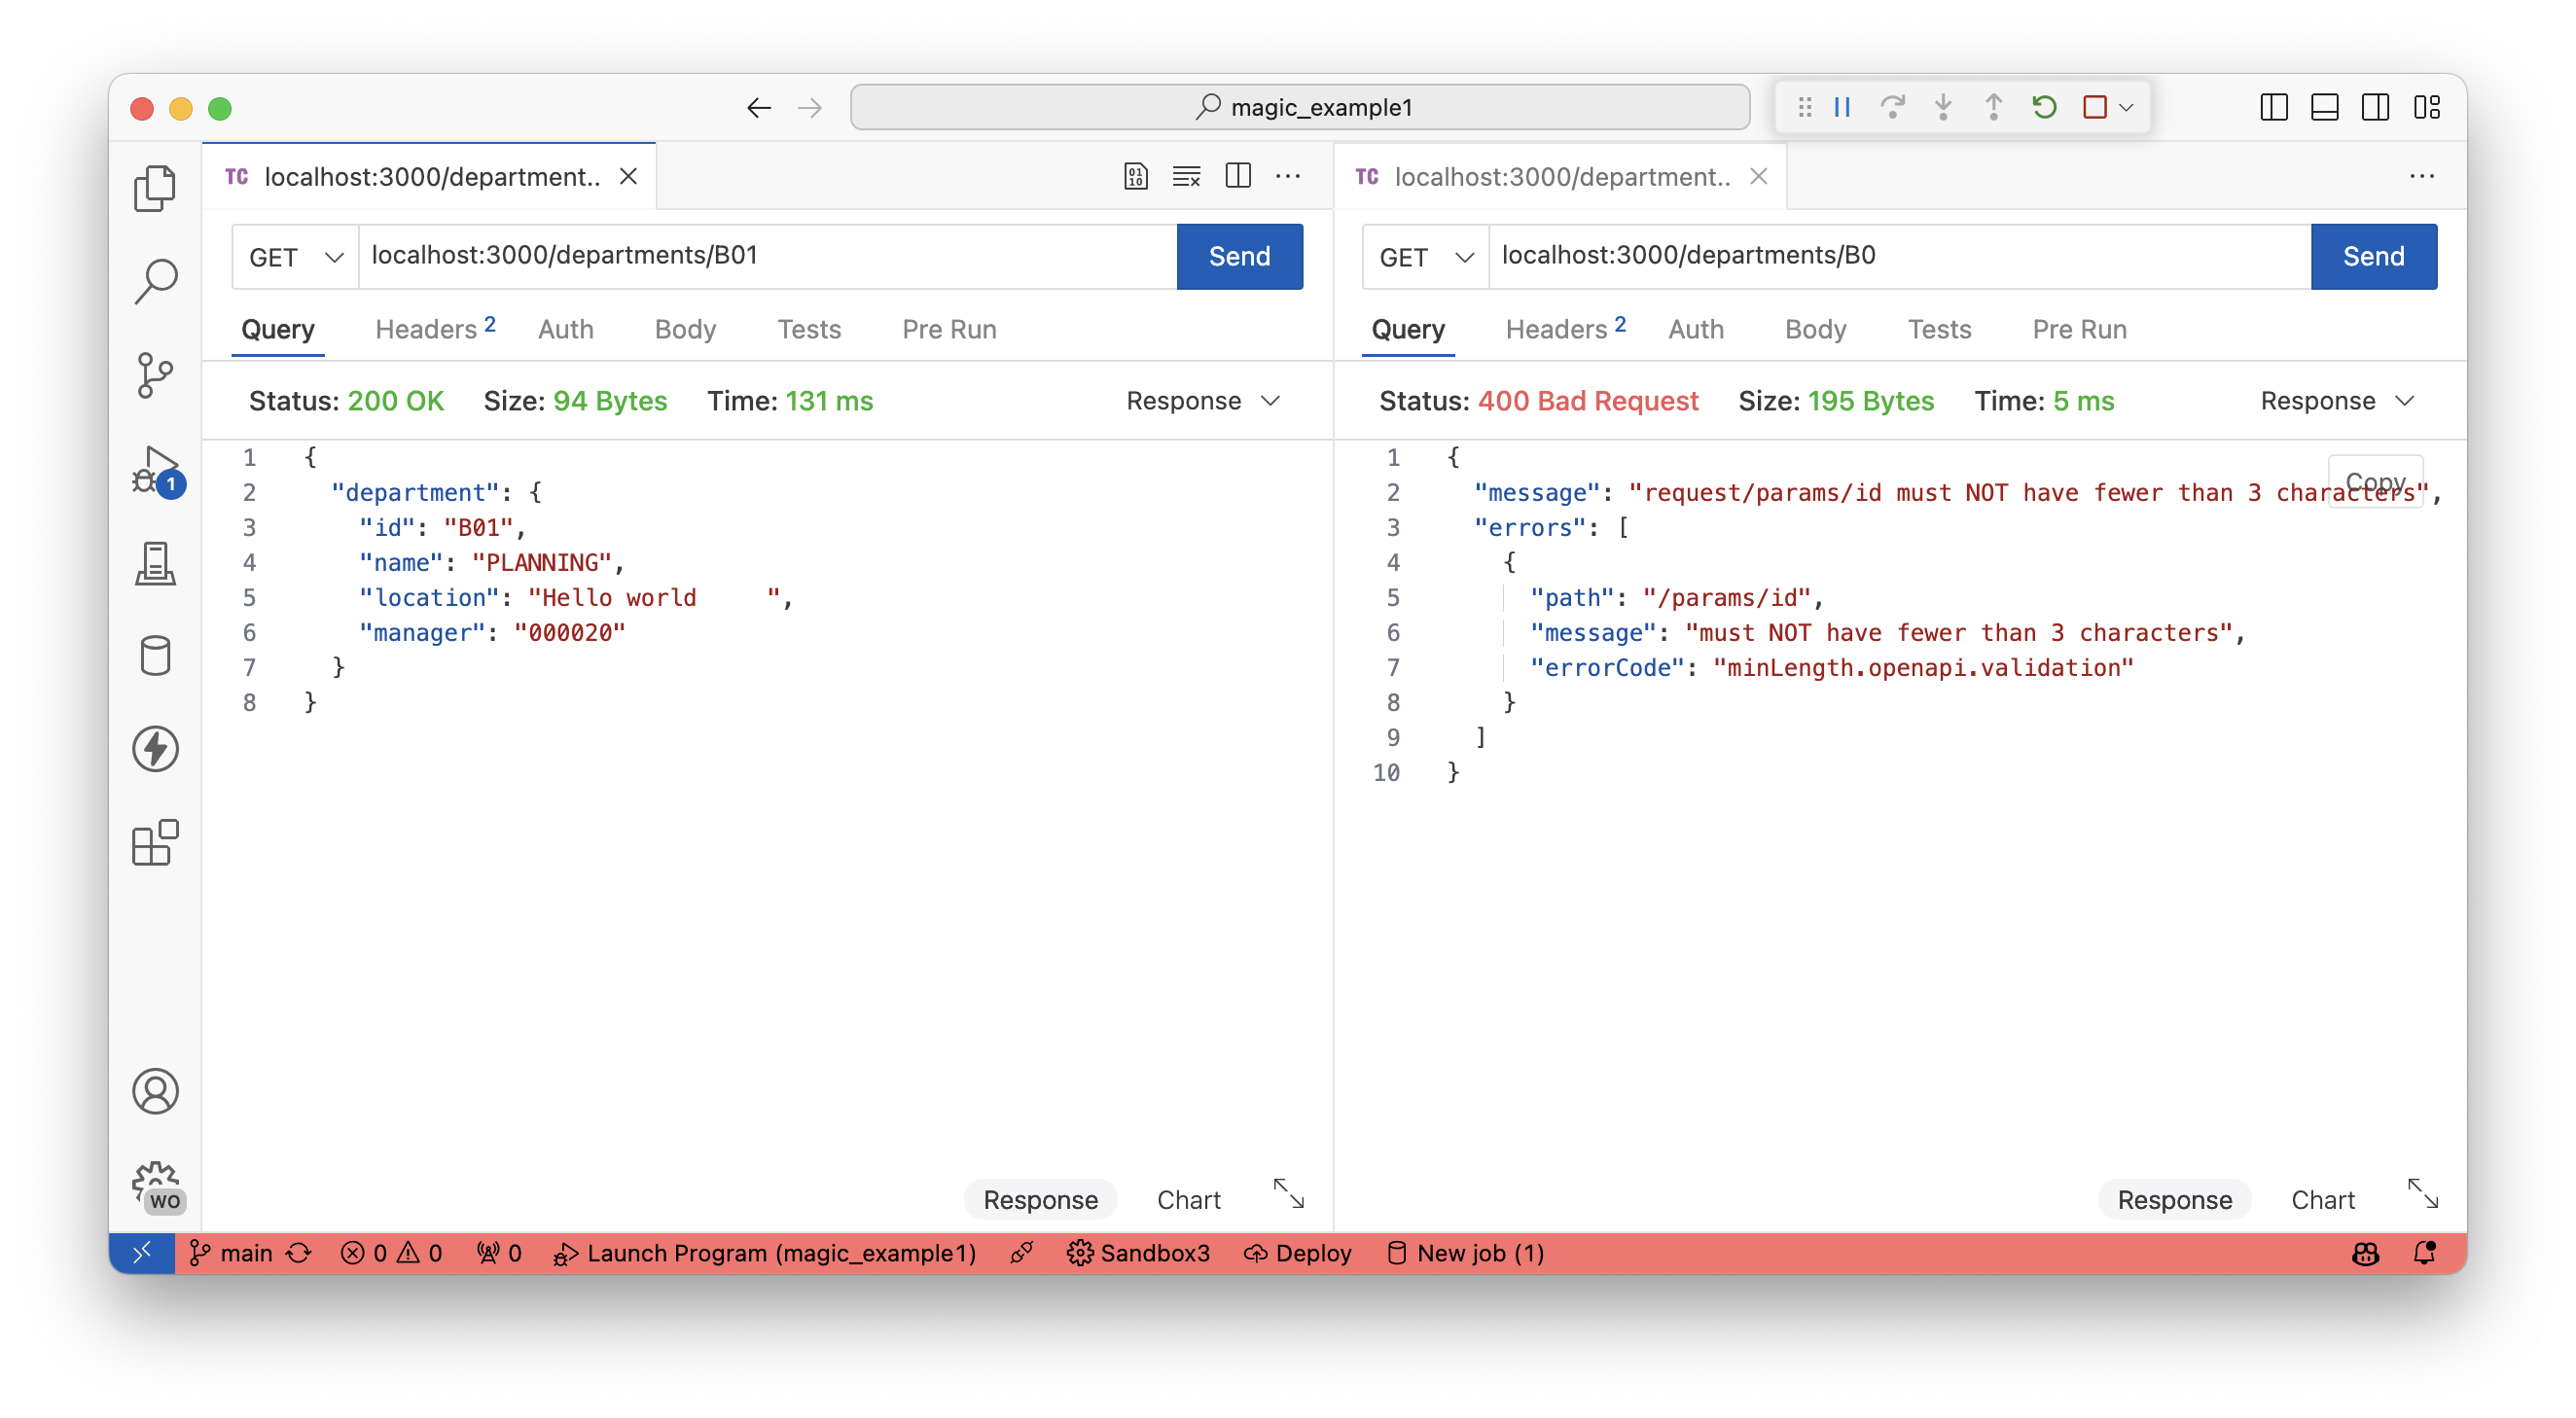 magic_example1
TC localhost:3000/department..
GET localhost:3000/departments/B01 Send
Query Headers 2 Auth Body Tests Pre Run
Status: 200 OK Size: 94 Bytes Time: 131 ms Response
1 {
2 "department": {
3 "id": "B01",
4 "name": "PLANNING",
5 "location": "Hello world     ",
6 "manager": "000020"
7 }
8 }
Response Chart
TC localhost:3000/department..
GET localhost:3000/departments/B0 Send
Query Headers 2 Auth Body Tests Pre Run
Status: 400 Bad Request Size: 195 Bytes Time: 5 ms Response
Copy
1 {
2 "message": "request/params/id must NOT have fewer than 3 characters",
3 "errors": [
4 {
5 "path": "/params/id",
6 "message": "must NOT have fewer than 3 characters",
7 "errorCode": "minLength.openapi.validation"
8 }
9 ]
10 }
Response Chart
1
WO
main 0 0 0 Launch Program (magic_example1) Sandbox3 Deploy New job (1)